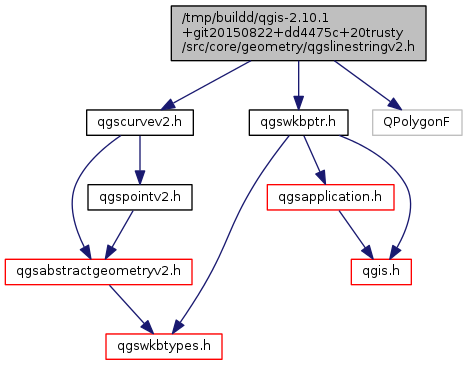 /tmp/buildd/qgis-2.10.1
+git20150822+dd4475c+20trusty
/src/core/geometry/qgslinestringv2.h
qgscurvev2.h
qgswkbptr.h
QPolygonF
qgspointv2.h
qgsapplication.h
qgsabstractgeometryv2.h
qgis.h
qgswkbtypes.h